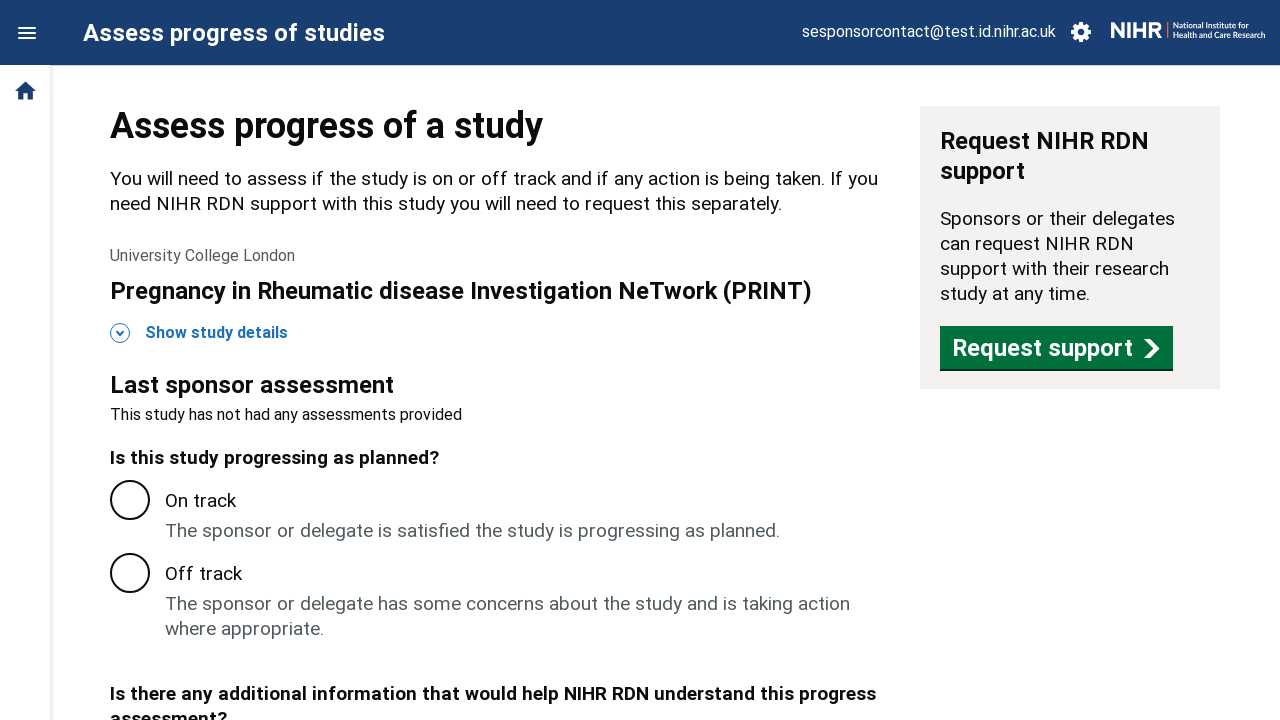 Assess progress of studies
sesponsorcontact@test.id.nihr.ac.uk
NIHR | National Institute for
Health and Care Research
Assess progress of a study
You will need to assess if the study is on or off track and if any action is being taken. If you
need NIHR RDN support with this study you will need to request this separately.
University College London
Pregnancy in Rheumatic disease Investigation NeTwork (PRINT)
Show study details
Last sponsor assessment
This study has not had any assessments provided
Is this study progressing as planned?
On track
The sponsor or delegate is satisfied the study is progressing as planned.
Off track
The sponsor or delegate has some concerns about the study and is taking action
where appropriate.
Is there any additional information that would help NIHR RDN understand this progress
assessment?
Request NIHR RDN
support
Sponsors or their delegates
can request NIHR RDN
support with their research
study at any time.
Request support